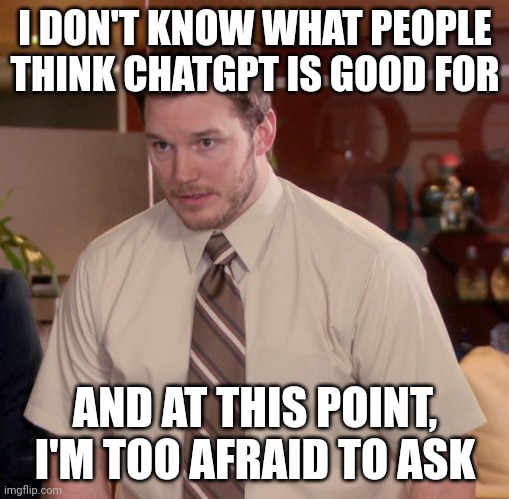 I DON'T KNOW WHAT PEOPLE
THINK CHATGPT IS GOOD FOR
AND AT THIS POINT,
I'M TOO AFRAID TO ASK
imgflip.com